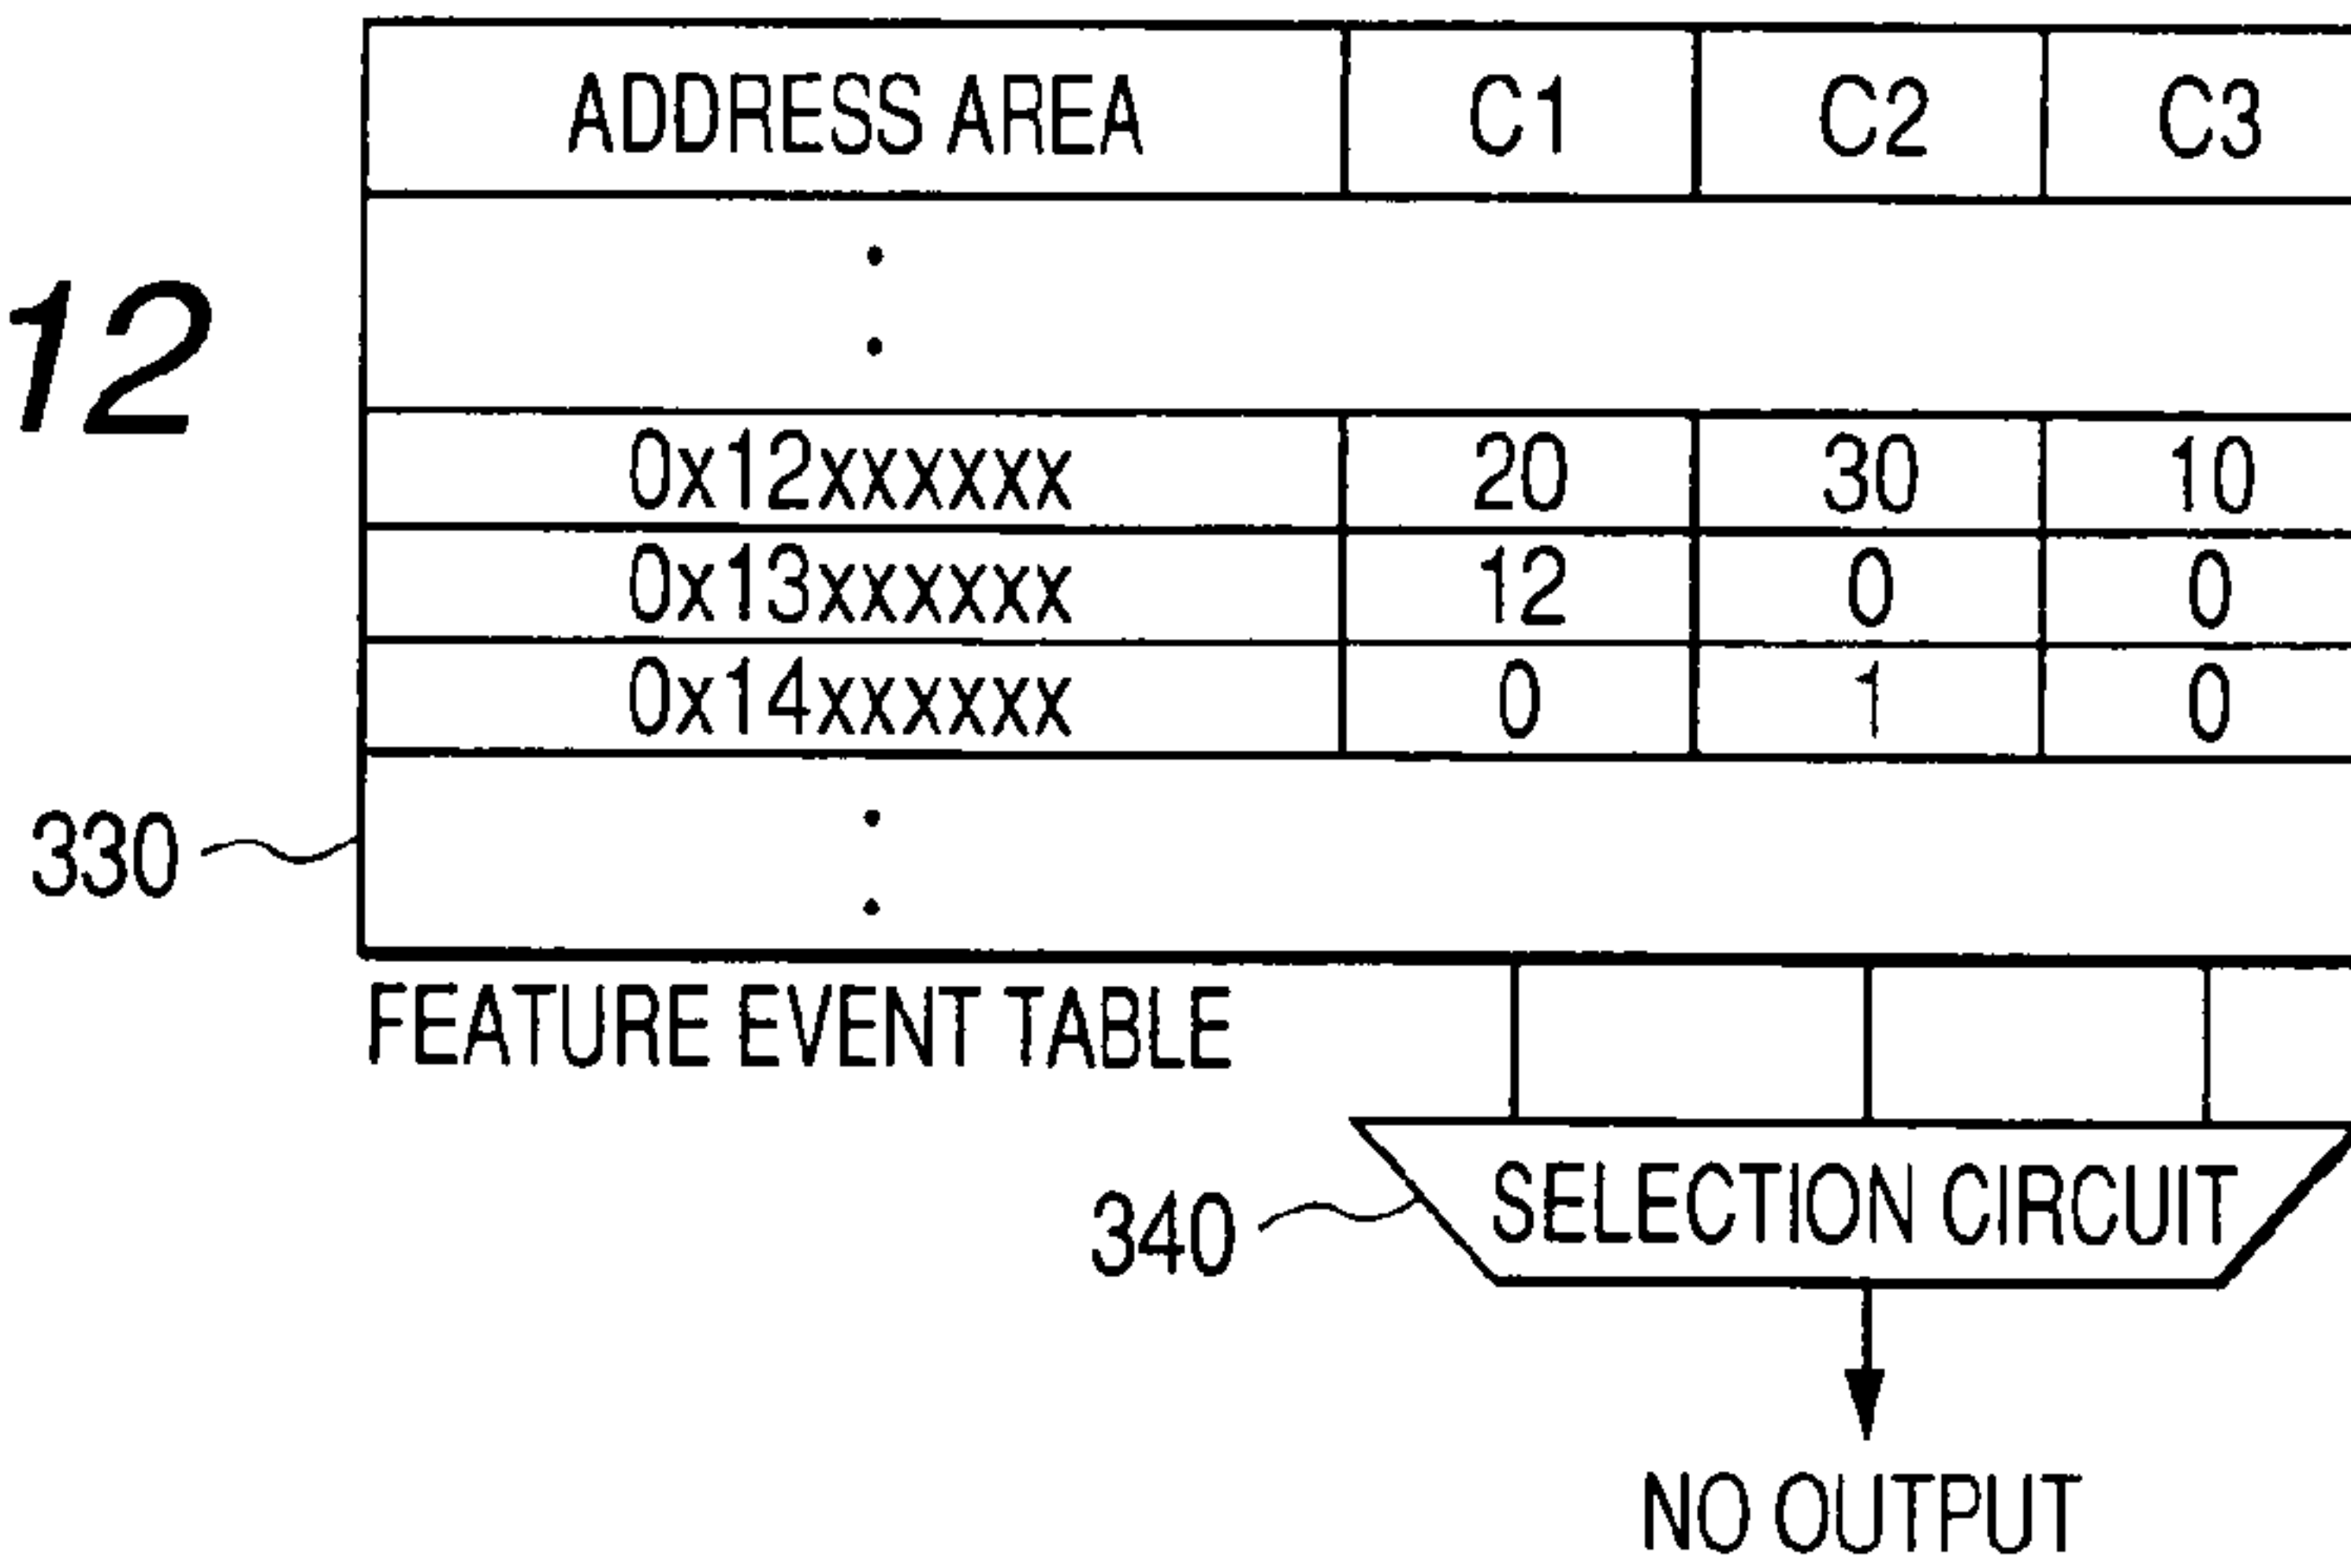 ADDRESS AREA C1 C2 C3
12
0x12xxxxxx 20 30 10
0x13xxxxxx 12 0 0
0x14xxxxxx 0 1 0
330
FEATURE EVENT TABLE
340 SELECTION CIRCUIT
NO OUTPUT